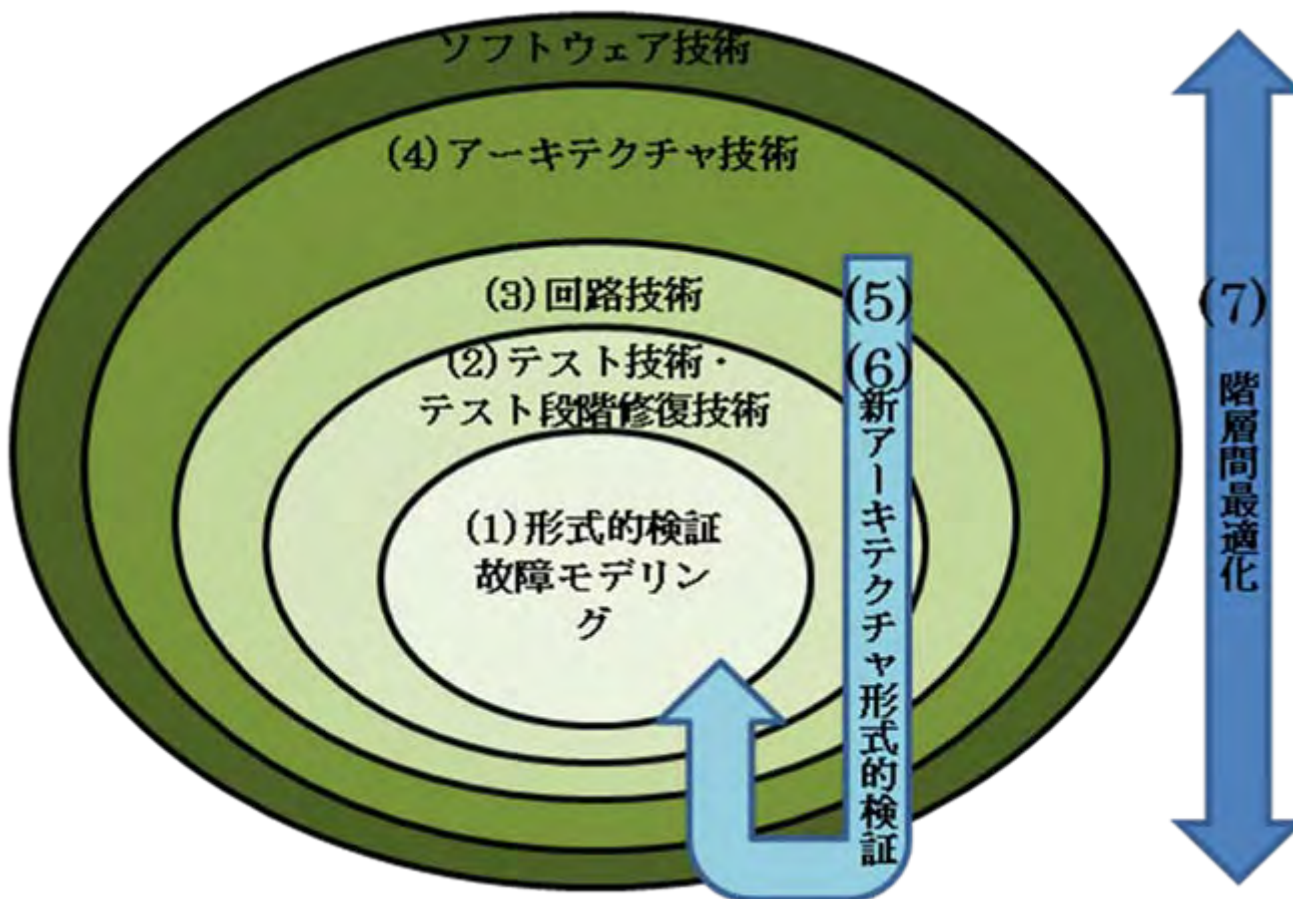 ソフトウェア技術
(4)アーキテクチャ技術
(3)回路技術
(2)テスト技術・
テスト段階修復技術
(1)形式的検証
故障モデリン
グ
(5)
(6)
新アーキテクチャ形式的検証
(7)
階層間最適化